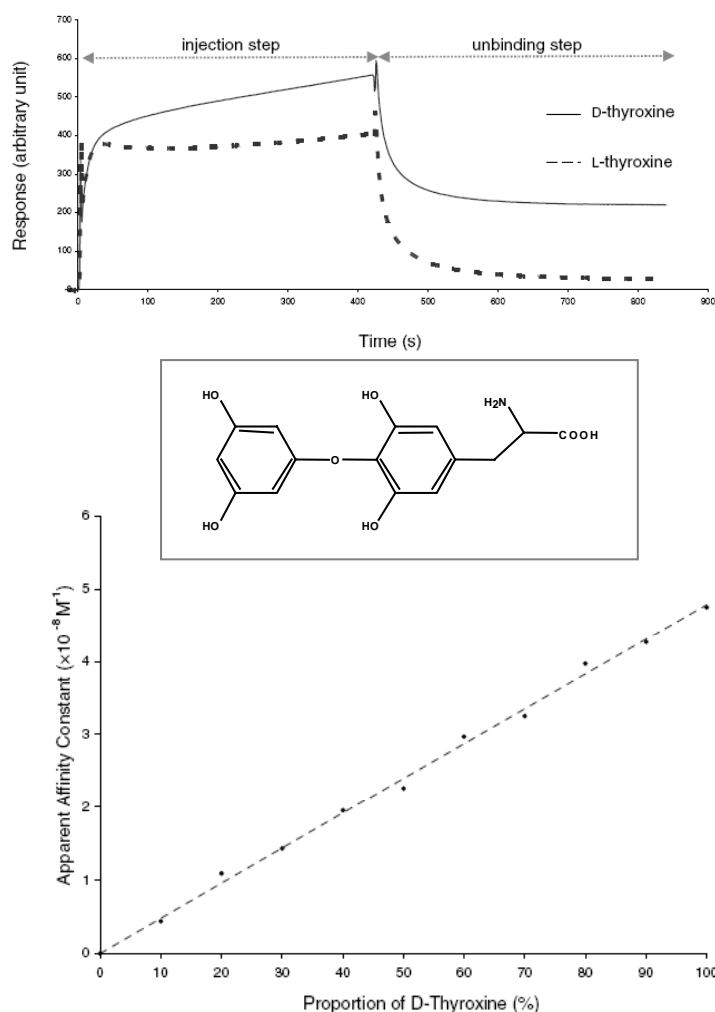 700
600
500
400
300
200
100
0
Response (arbitrary unit)
injection step
unbinding step
D-thyroxine
L-thyroxine
0 100 200 300 400 500 600 700 800 900
Time (s)
HO
HO
H₂N
COOH
O
HO
HO
6
5
4
3
2
1
0
Apparent Affinity Constant (×10⁻⁸M⁻¹)
0 10 20 30 40 50 60 70 80 90 100
Proportion of D-Thyroxine (%)